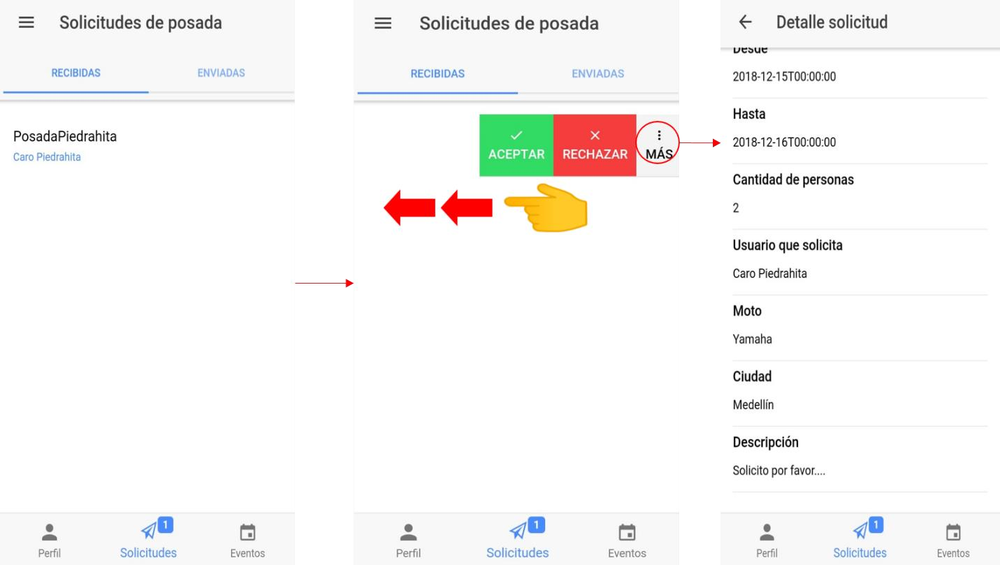 Solicitudes de posada
RECIBIDAS
ENVIADAS
PosadaPiedrahita
Caro Piedrahita
1
Perfil
Solicitudes
Eventos
Solicitudes de posada
RECIBIDAS
ENVIADAS
ACEPTAR
RECHAZAR
MÁS
1
Perfil
Solicitudes
Eventos
Detalle solicitud
Desde
2018-12-15T00:00:00
Hasta
2018-12-16T00:00:00
Cantidad de personas
2
Usuario que solicita
Caro Piedrahita
Moto
Yamaha
Ciudad
Medellín
Descripción
Solicito por favor....
1
Perfil
Solicitudes
Eventos